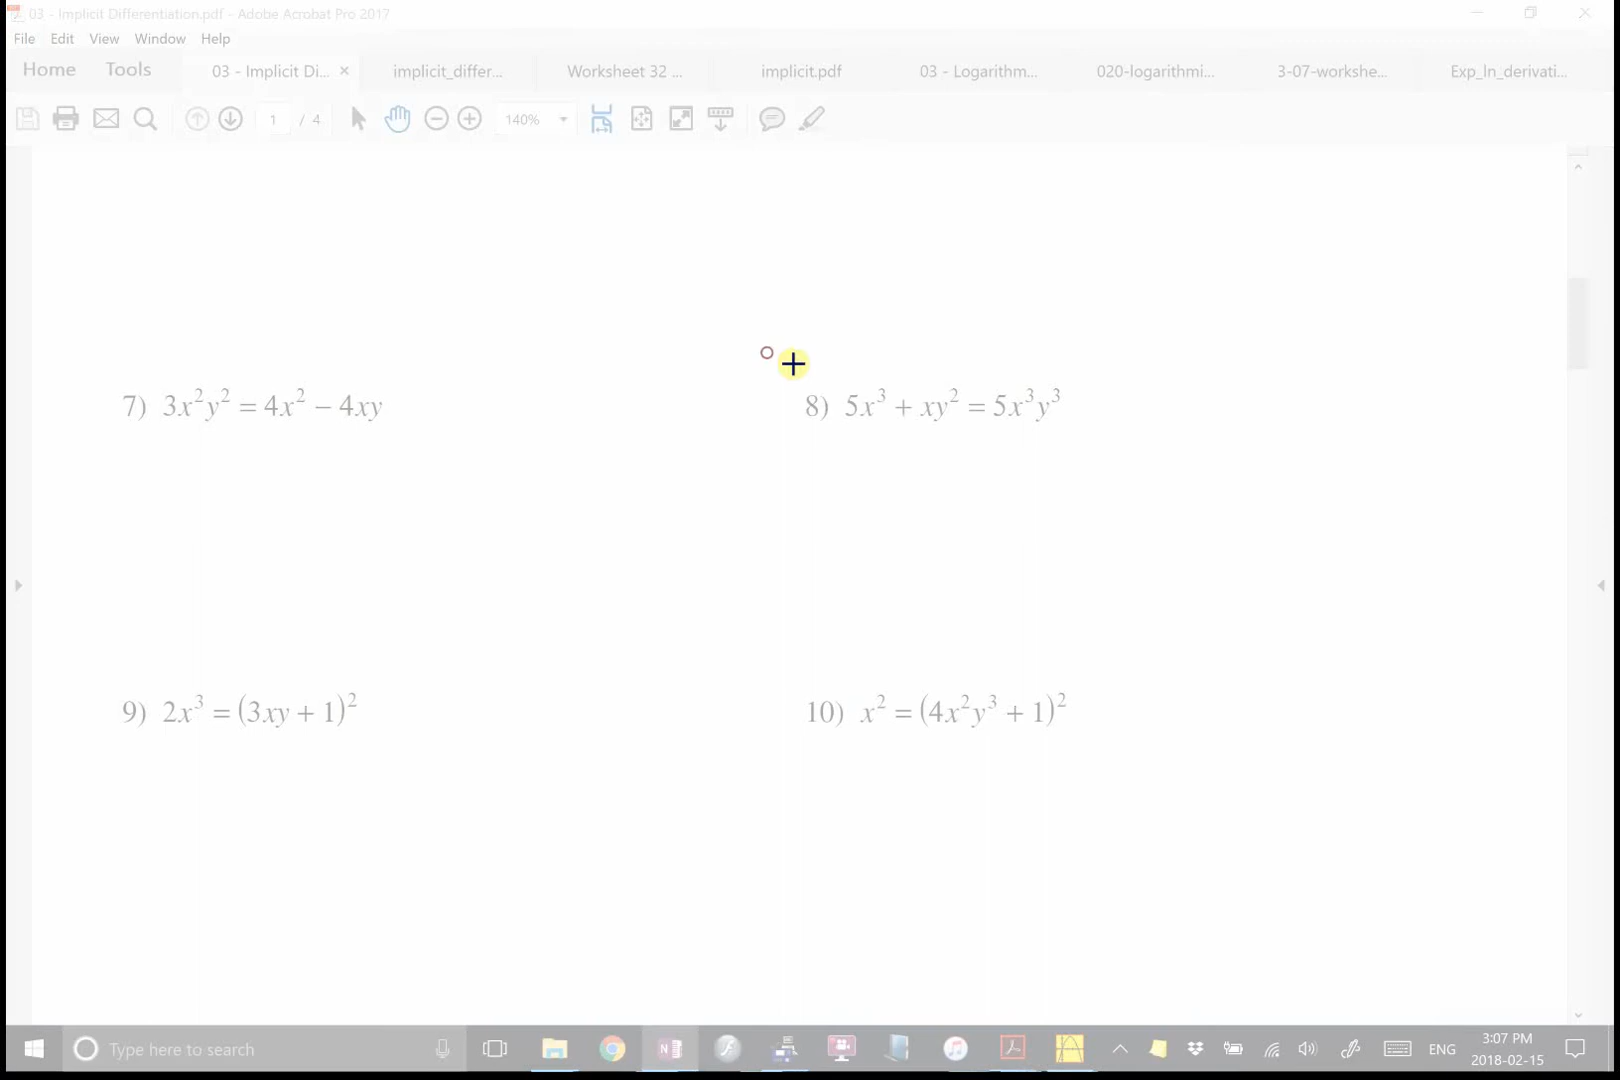 03 - Implicit Differentiation.pdf - Adobe Acrobat Pro 2017
File Edit View Window Help
Home Tools 03 - Implicit Di... × implicit_differ... Worksheet 32 ... implicit.pdf 03 - Logarithm... 020-logarithmi... 3-07-workshe... Exp_ln_derivati...
1 / 4 140%
7) 3x²y² = 4x² − 4xy 8) 5x³ + xy² = 5x³y³
9) 2x³ = (3xy + 1)² 10) x² = (4x²y³ + 1)²
Type here to search ENG 3:07 PM
2018-02-15